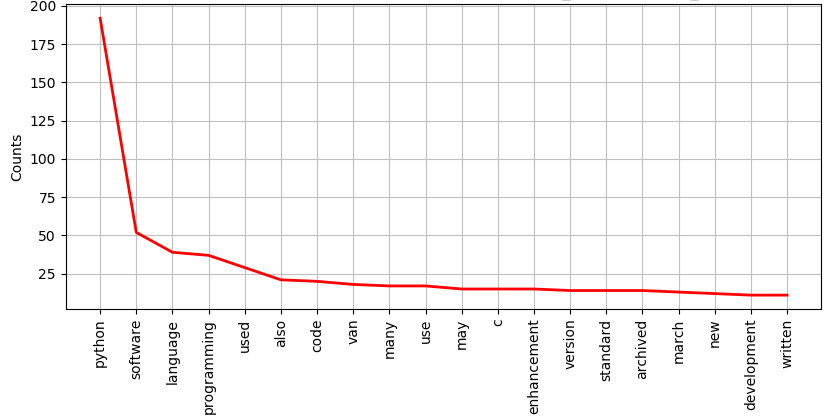 200
175
150
125
100
75
50
25
Counts
python
software
language
programming
used
also
code
van
many
use
may
c
enhancement
version
standard
archived
march
new
development
written